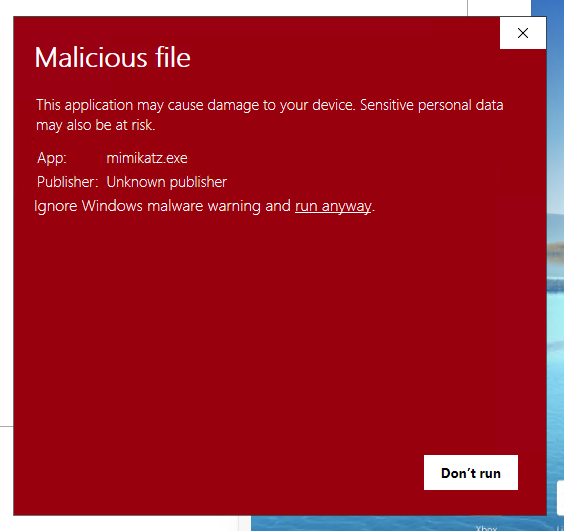 Malicious file
This application may cause damage to your device. Sensitive personal data
may also be at risk.
App: mimikatz.exe
Publisher: Unknown publisher
Ignore Windows malware warning and run anyway.
Don't run
Xbox